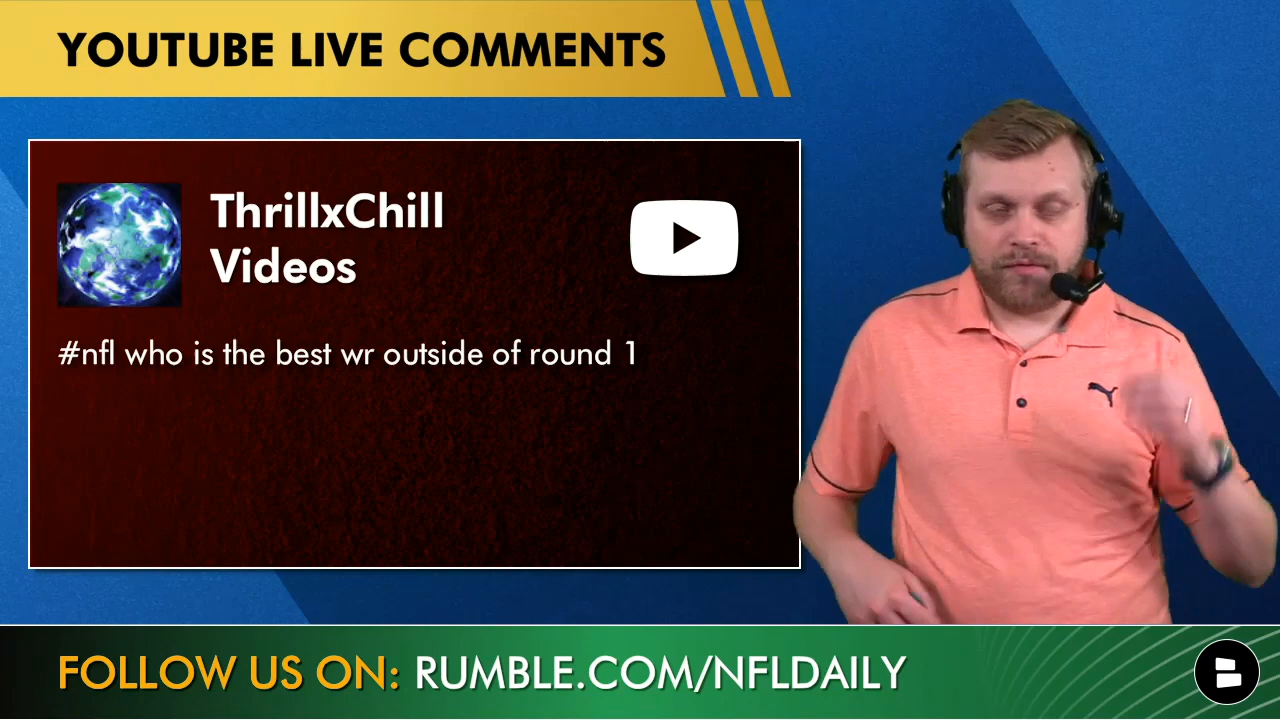 YOUTUBE LIVE COMMENTS
ThrillxChill
Videos
#nfl who is the best wr outside of round 1
FOLLOW US ON: RUMBLE.COM/NFLDAILY